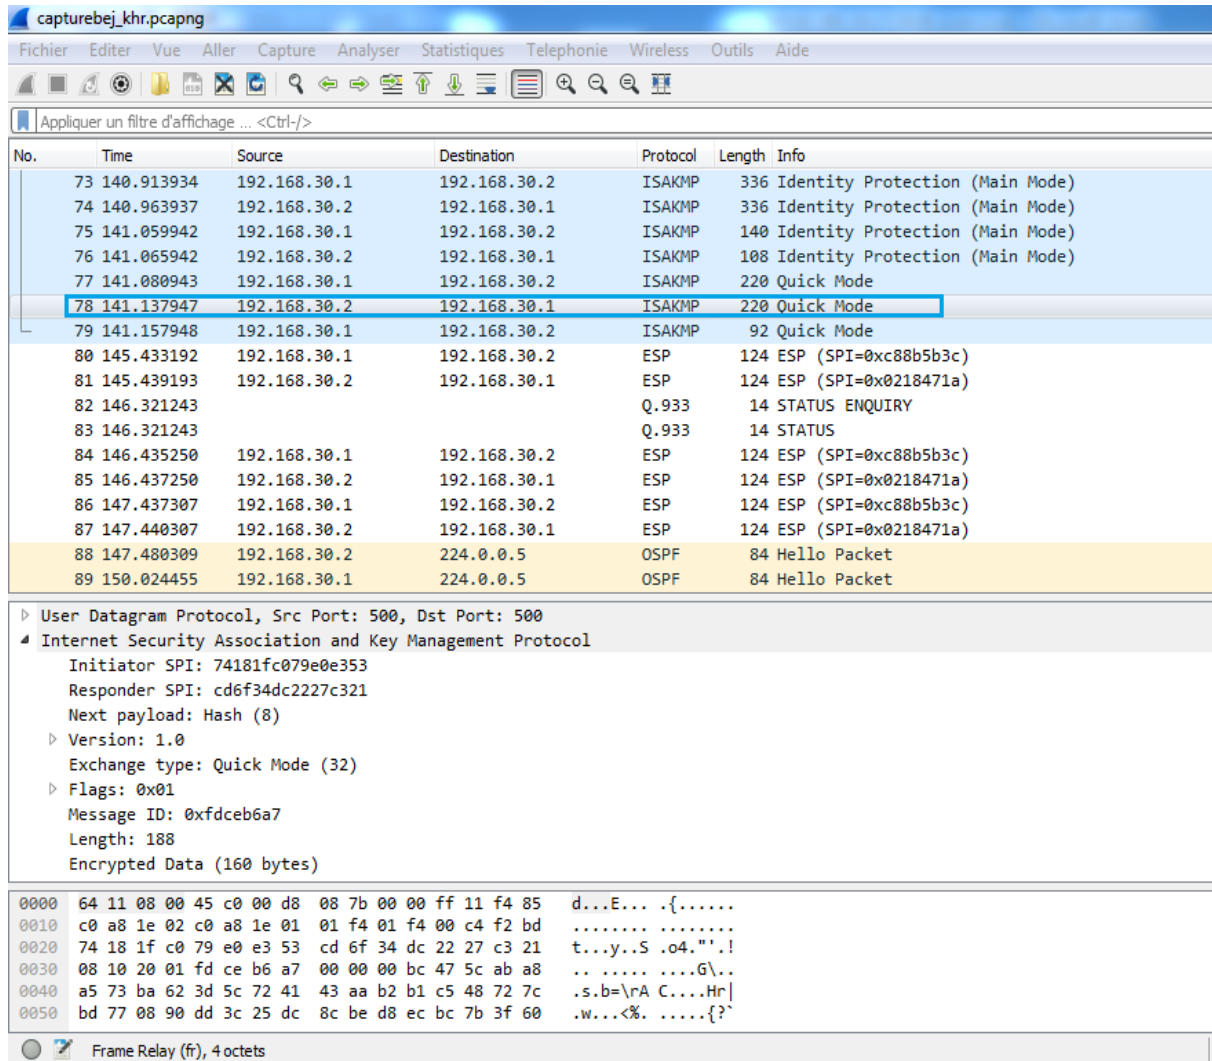 capturebej_khr.pcapng
Fichier Editer Vue Aller Capture Analyser Statistiques Telephonie Wireless Outils Aide
Appliquer un filtre d'affichage ... <Ctrl-/>
No. Time Source Destination Protocol Length Info
73 140.913934 192.168.30.1 192.168.30.2 ISAKMP 336 Identity Protection (Main Mode)
74 140.963937 192.168.30.2 192.168.30.1 ISAKMP 336 Identity Protection (Main Mode)
75 141.059942 192.168.30.1 192.168.30.2 ISAKMP 140 Identity Protection (Main Mode)
76 141.065942 192.168.30.2 192.168.30.1 ISAKMP 108 Identity Protection (Main Mode)
77 141.080943 192.168.30.1 192.168.30.2 ISAKMP 220 Quick Mode
78 141.137947 192.168.30.2 192.168.30.1 ISAKMP 220 Quick Mode
79 141.157948 192.168.30.1 192.168.30.2 ISAKMP 92 Quick Mode
80 145.433192 192.168.30.1 192.168.30.2 ESP 124 ESP (SPI=0xc88b5b3c)
81 145.439193 192.168.30.2 192.168.30.1 ESP 124 ESP (SPI=0x0218471a)
82 146.321243 Q.933 14 STATUS ENQUIRY
83 146.321243 Q.933 14 STATUS
84 146.435250 192.168.30.1 192.168.30.2 ESP 124 ESP (SPI=0xc88b5b3c)
85 146.437250 192.168.30.2 192.168.30.1 ESP 124 ESP (SPI=0x0218471a)
86 147.437307 192.168.30.1 192.168.30.2 ESP 124 ESP (SPI=0xc88b5b3c)
87 147.440307 192.168.30.2 192.168.30.1 ESP 124 ESP (SPI=0x0218471a)
88 147.480309 192.168.30.2 224.0.0.5 OSPF 84 Hello Packet
89 150.024455 192.168.30.1 224.0.0.5 OSPF 84 Hello Packet
User Datagram Protocol, Src Port: 500, Dst Port: 500
Internet Security Association and Key Management Protocol
Initiator SPI: 74181fc079e0e353
Responder SPI: cd6f34dc2227c321
Next payload: Hash (8)
Version: 1.0
Exchange type: Quick Mode (32)
Flags: 0x01
Message ID: 0xfdceb6a7
Length: 188
Encrypted Data (160 bytes)
0000 64 11 08 00 45 c0 00 d8 08 7b 00 00 ff 11 f4 85 d...E... .{......
0010 c0 a8 1e 02 c0 a8 1e 01 01 f4 01 f4 00 c4 f2 bd ........ ........
0020 74 18 1f c0 79 e0 e3 53 cd 6f 34 dc 22 27 c3 21 t...y..S .o4."'.!
0030 08 10 20 01 fd ce b6 a7 00 00 00 bc 47 5c ab a8 .. ..... ....G\..
0040 a5 73 ba 62 3d 5c 72 41 43 aa b2 b1 c5 48 72 7c .s.b=\rA C....Hr|
0050 bd 77 08 90 dd 3c 25 dc 8c be d8 ec bc 7b 3f 60 .w...<%. .....{?`
Frame Relay (fr), 4 octets